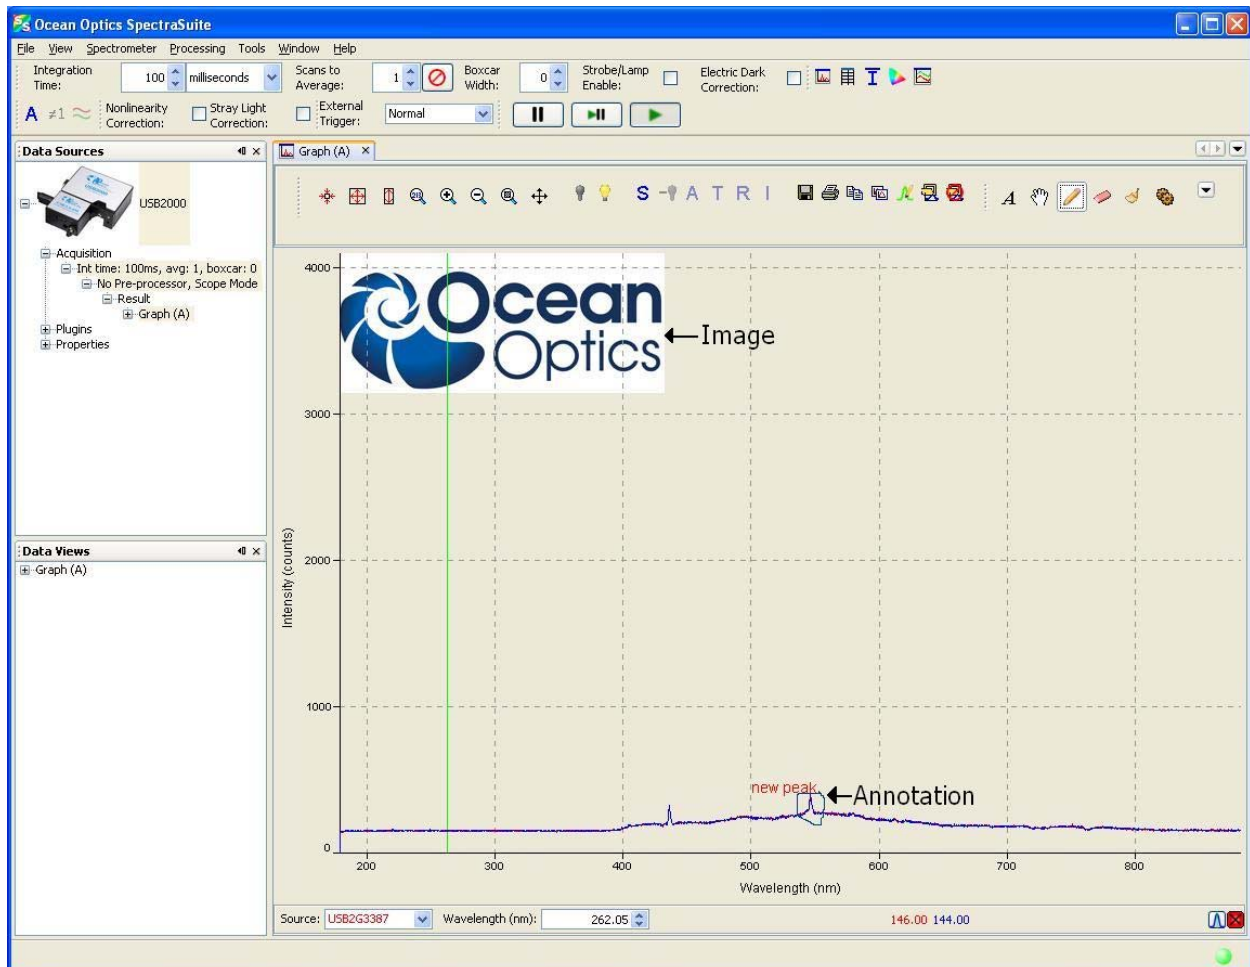 Ocean Optics SpectraSuite
File View Spectrometer Processing Tools Window Help
Integration Time: 100 milliseconds Scans to Average: 1 Boxcar Width: 0 Strobe/Lamp Enable: Electric Dark Correction:
A ≠1 Nonlinearity Correction: Stray Light Correction: External Trigger: Normal
Data Sources
USB2000
Acquisition
Int time: 100ms, avg: 1, boxcar: 0
No Pre-processor, Scope Mode
Result
Graph (A)
Plugins
Properties
Data Views
Graph (A)
Graph (A)
S A T R I A
Ocean
Optics
Image
4000
3000
2000
1000
0
Intensity (counts)
new peak
Annotation
200 300 400 500 600 700 800
Wavelength (nm)
Source: USB2G3387 Wavelength (nm): 262.05 146.00 144.00